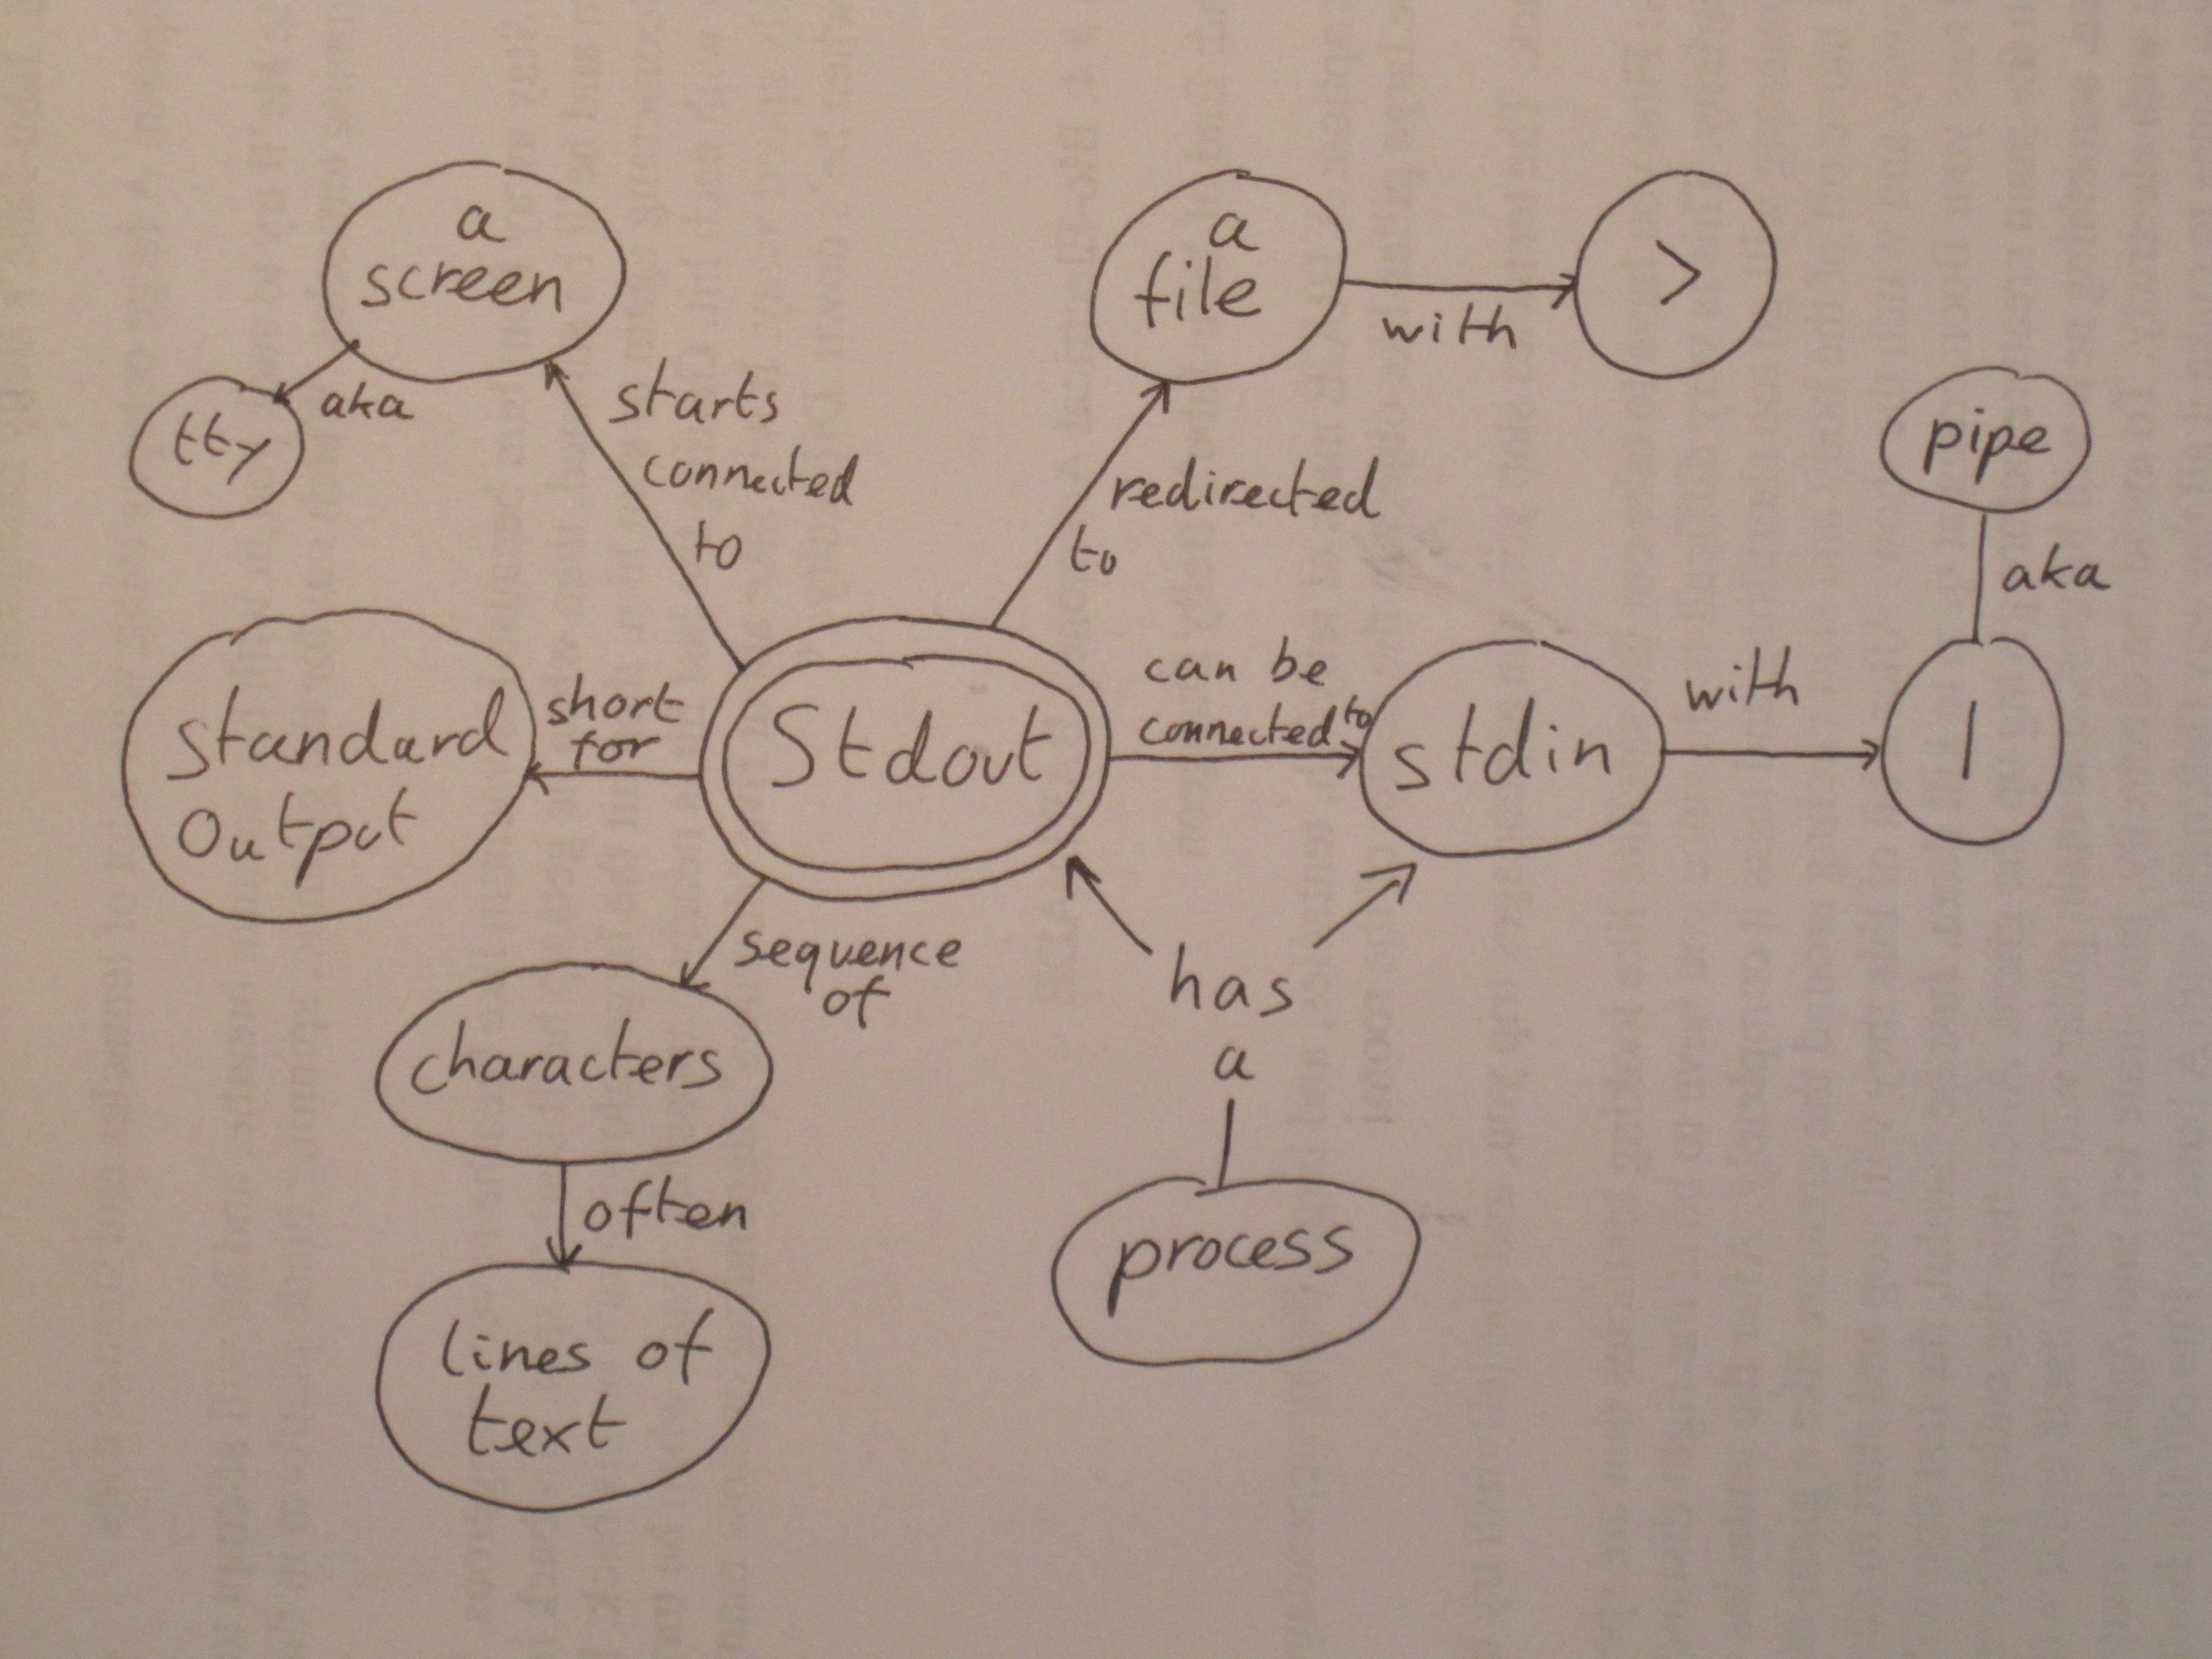 a
screen
aka
tty
starts
connected
to
a
file
with
>
redirected
to
pipe
aka
Standard
Output
short
for
Stdout
can be
connected to
stdin
with
|
sequence
of
characters
often
lines of
text
has
a
process